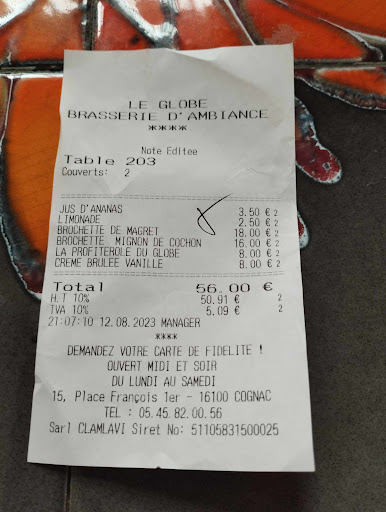 LE GLOBE
BRASSERIE D'AMBIANCE
****
Note Editee
Table 203
Couverts: 2
JUS D'ANANAS 3.50 € 2
LIMONADE 2.50 € 2
BROCHETTE DE MAGRET 18.00 € 2
BROCHETTE MIGNON DE COCHON 16.00 € 2
LA PROFITEROLE DU GLOBE 8.00 € 2
CREME BRULEE VANILLE 8.00 € 2
Total 56.00 €
H.T 10% 50.91 € 2
TVA 10% 5.09 € 2
21:07:10 12.08.2023 MANAGER
****
DEMANDEZ VOTRE CARTE DE FIDELITE !
OUVERT MIDI ET SOIR
DU LUNDI AU SAMEDI
15, Place François 1er - 16100 COGNAC
TEL : 05.45.82.00.56
Sarl CLAMLAVI Siret No: 51105831500025